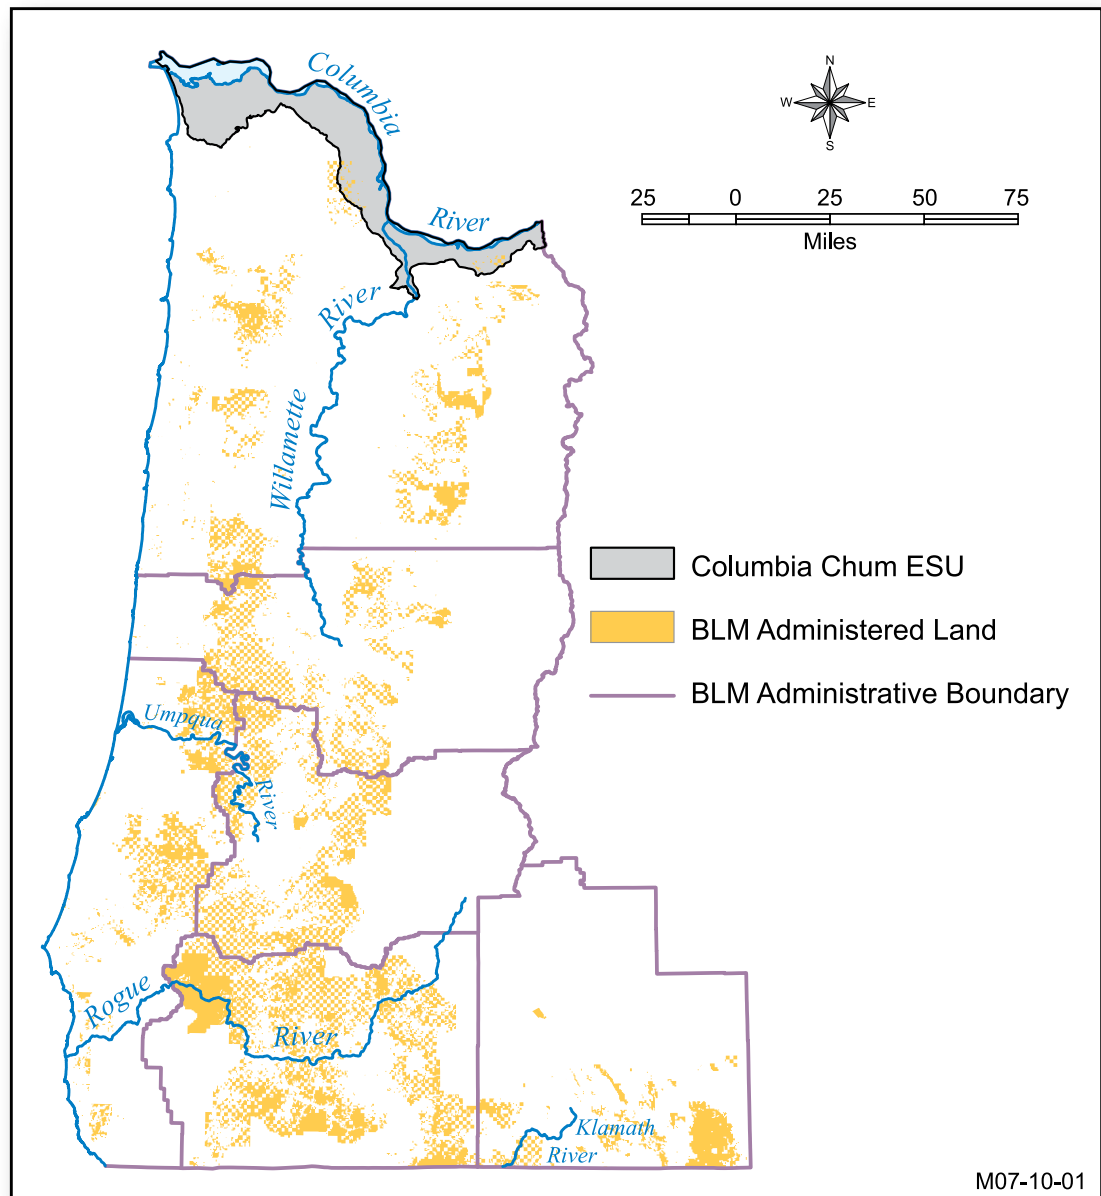 Columbia
River
N
W E
S
25 0 25 50 75
Miles
River
Willamette
Columbia Chum ESU
BLM Administered Land
BLM Administrative Boundary
Umpqua
River
Rogue
River
Klamath
River
M07-10-01